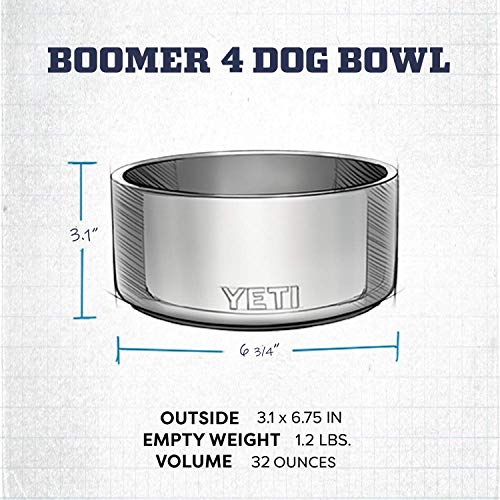 BOOMER 4 DOG BOWL
3.1"
YETI
6 3/4"
OUTSIDE 3.1 x 6.75 IN
EMPTY WEIGHT 1.2 LBS.
VOLUME 32 OUNCES